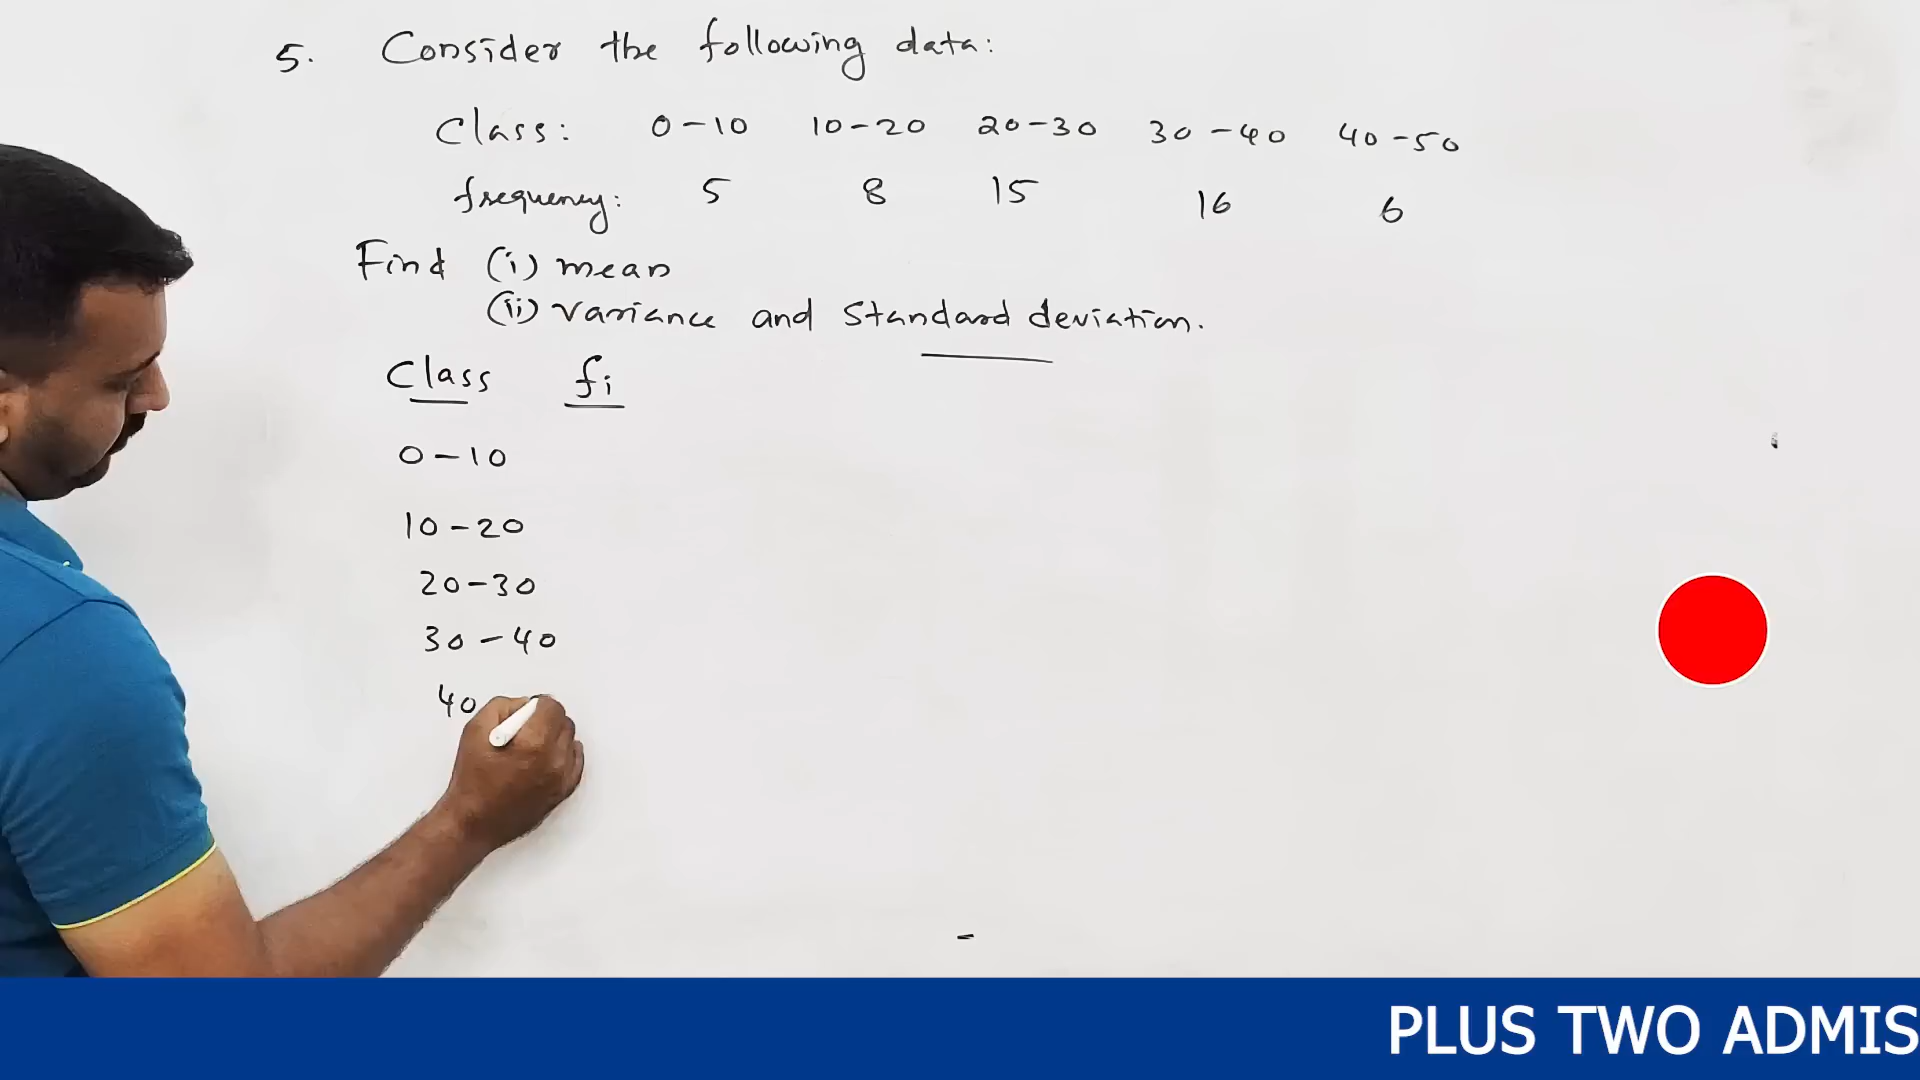 5. Consider the following data:
Class: 0-10 10-20 20-30 30-40 40-50
frequency: 5 8 15 16 6
Find (i) mean
(ii) variance and Standard deviation.
Class fi
0-10
10-20
20-30
30-40
40
PLUS TWO ADMIS